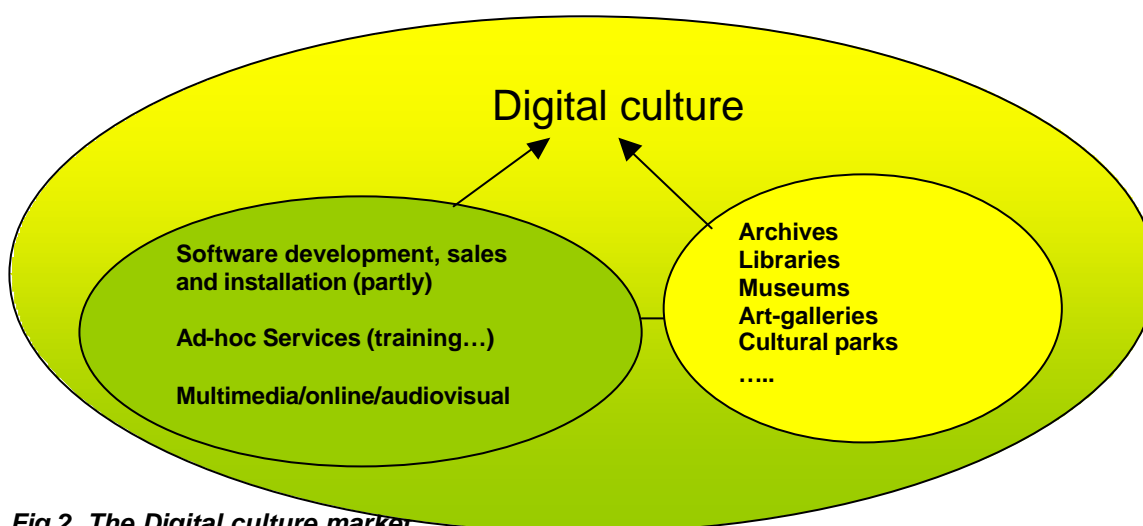 Digital culture
Software development, sales
and installation (partly)
Ad-hoc Services (training…)
Multimedia/online/audiovisual
Archives
Libraries
Museums
Art-galleries
Cultural parks
…..
Fig 2. The Digital culture market